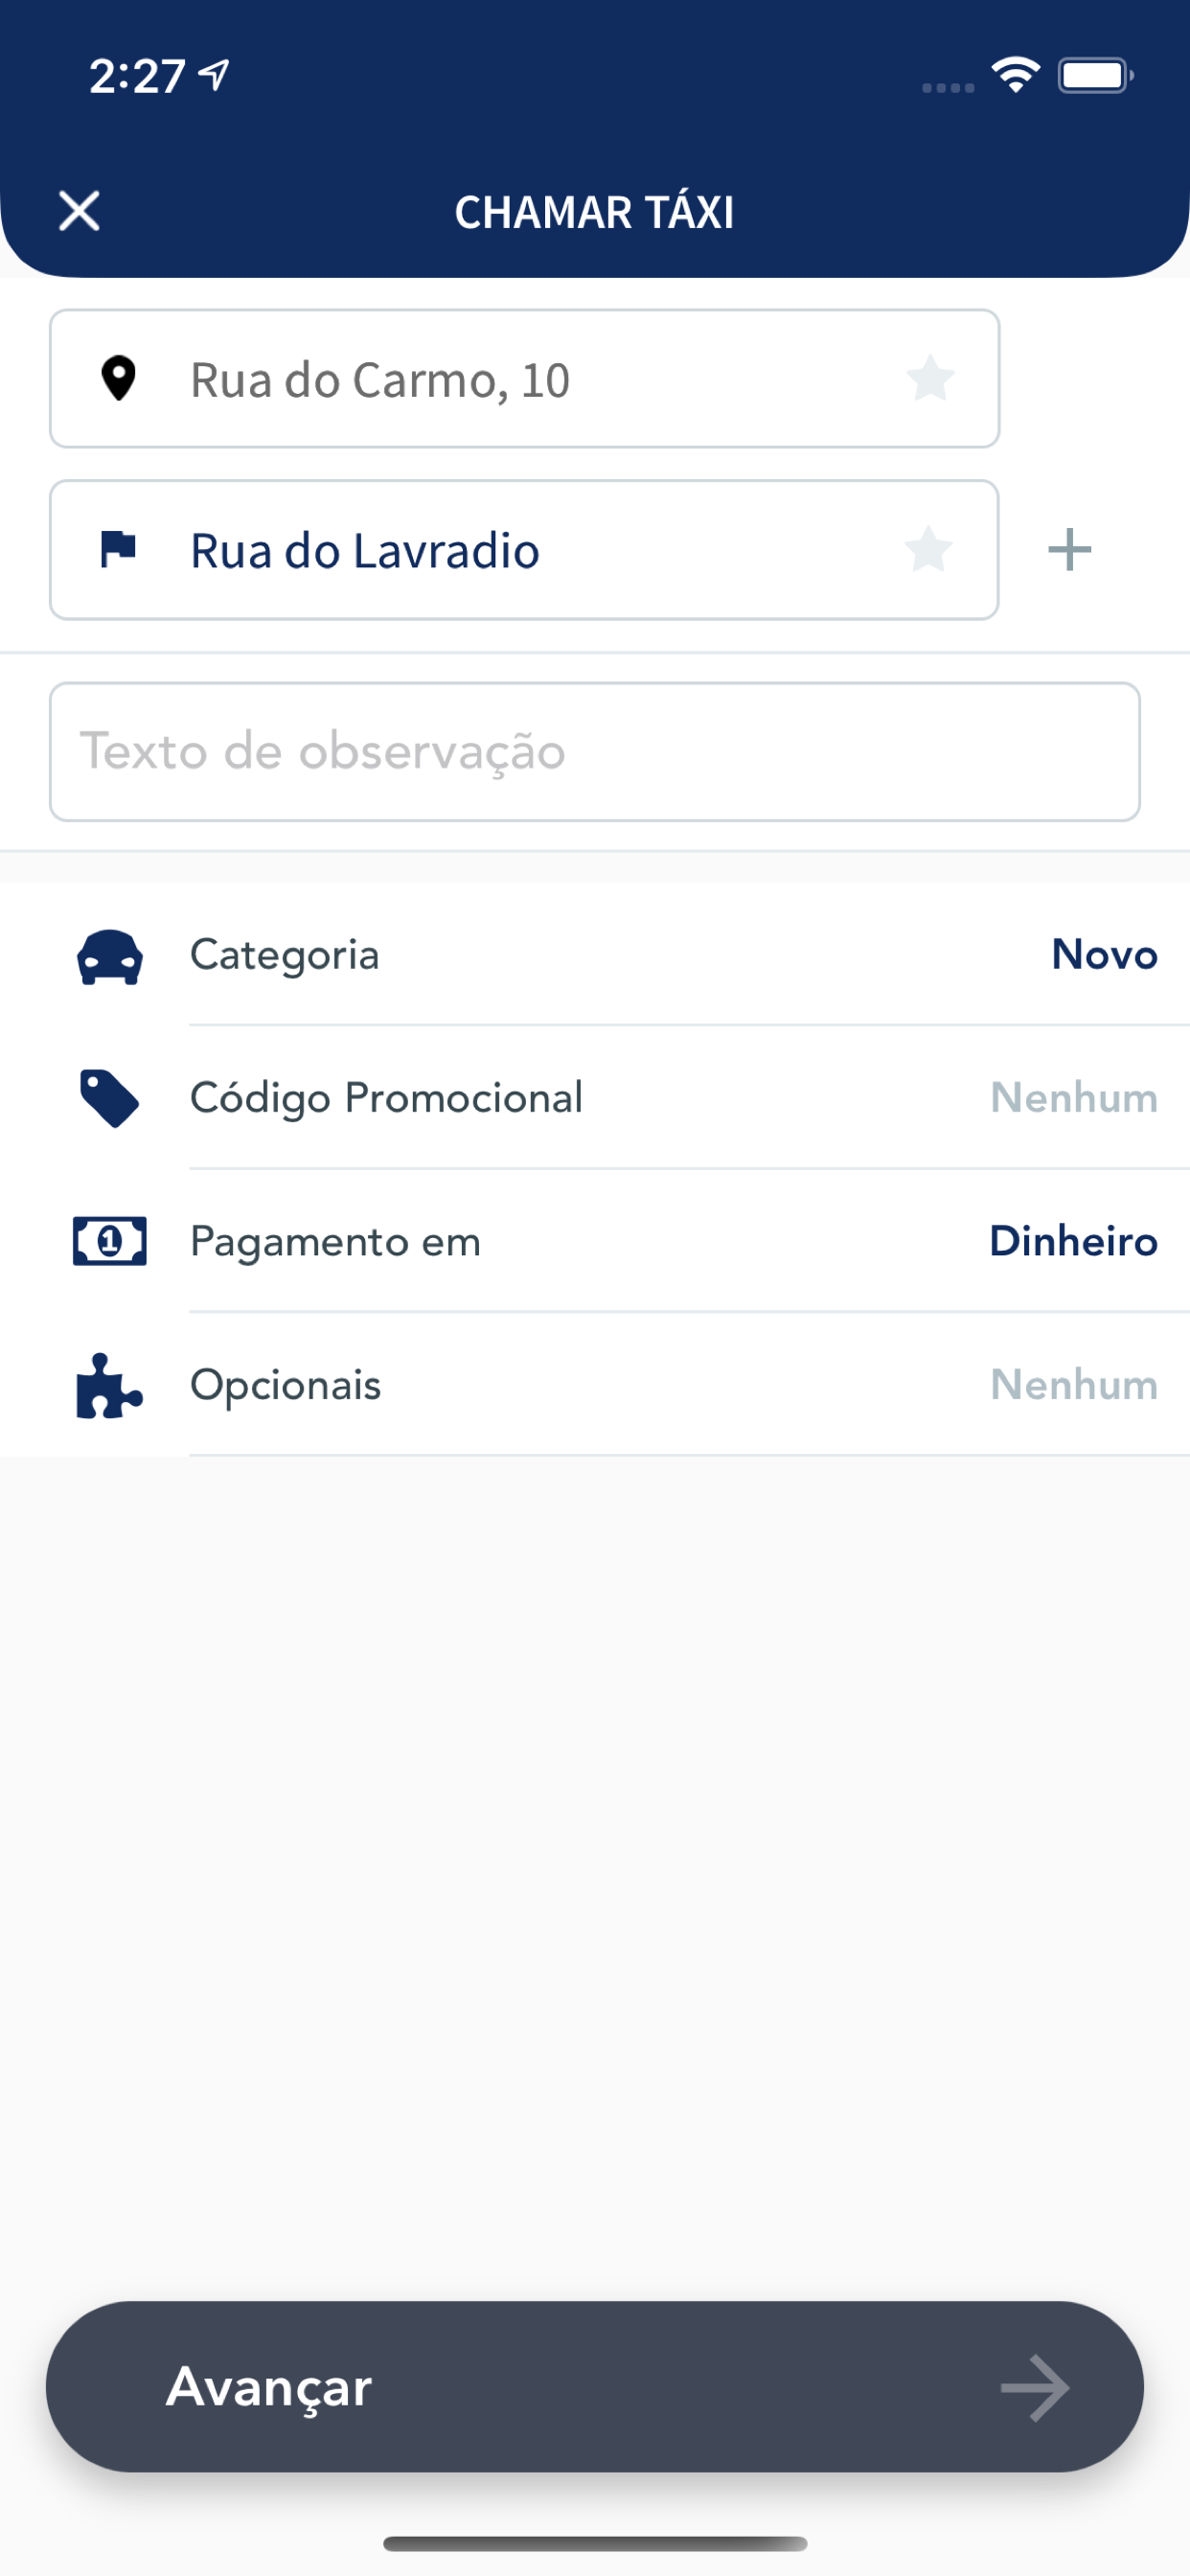 2:27
CHAMAR TÁXI
Rua do Carmo, 10
Rua do Lavradio
Texto de observação
Categoria Novo
Código Promocional Nenhum
1
Pagamento em Dinheiro
Opcionais Nenhum
Avançar